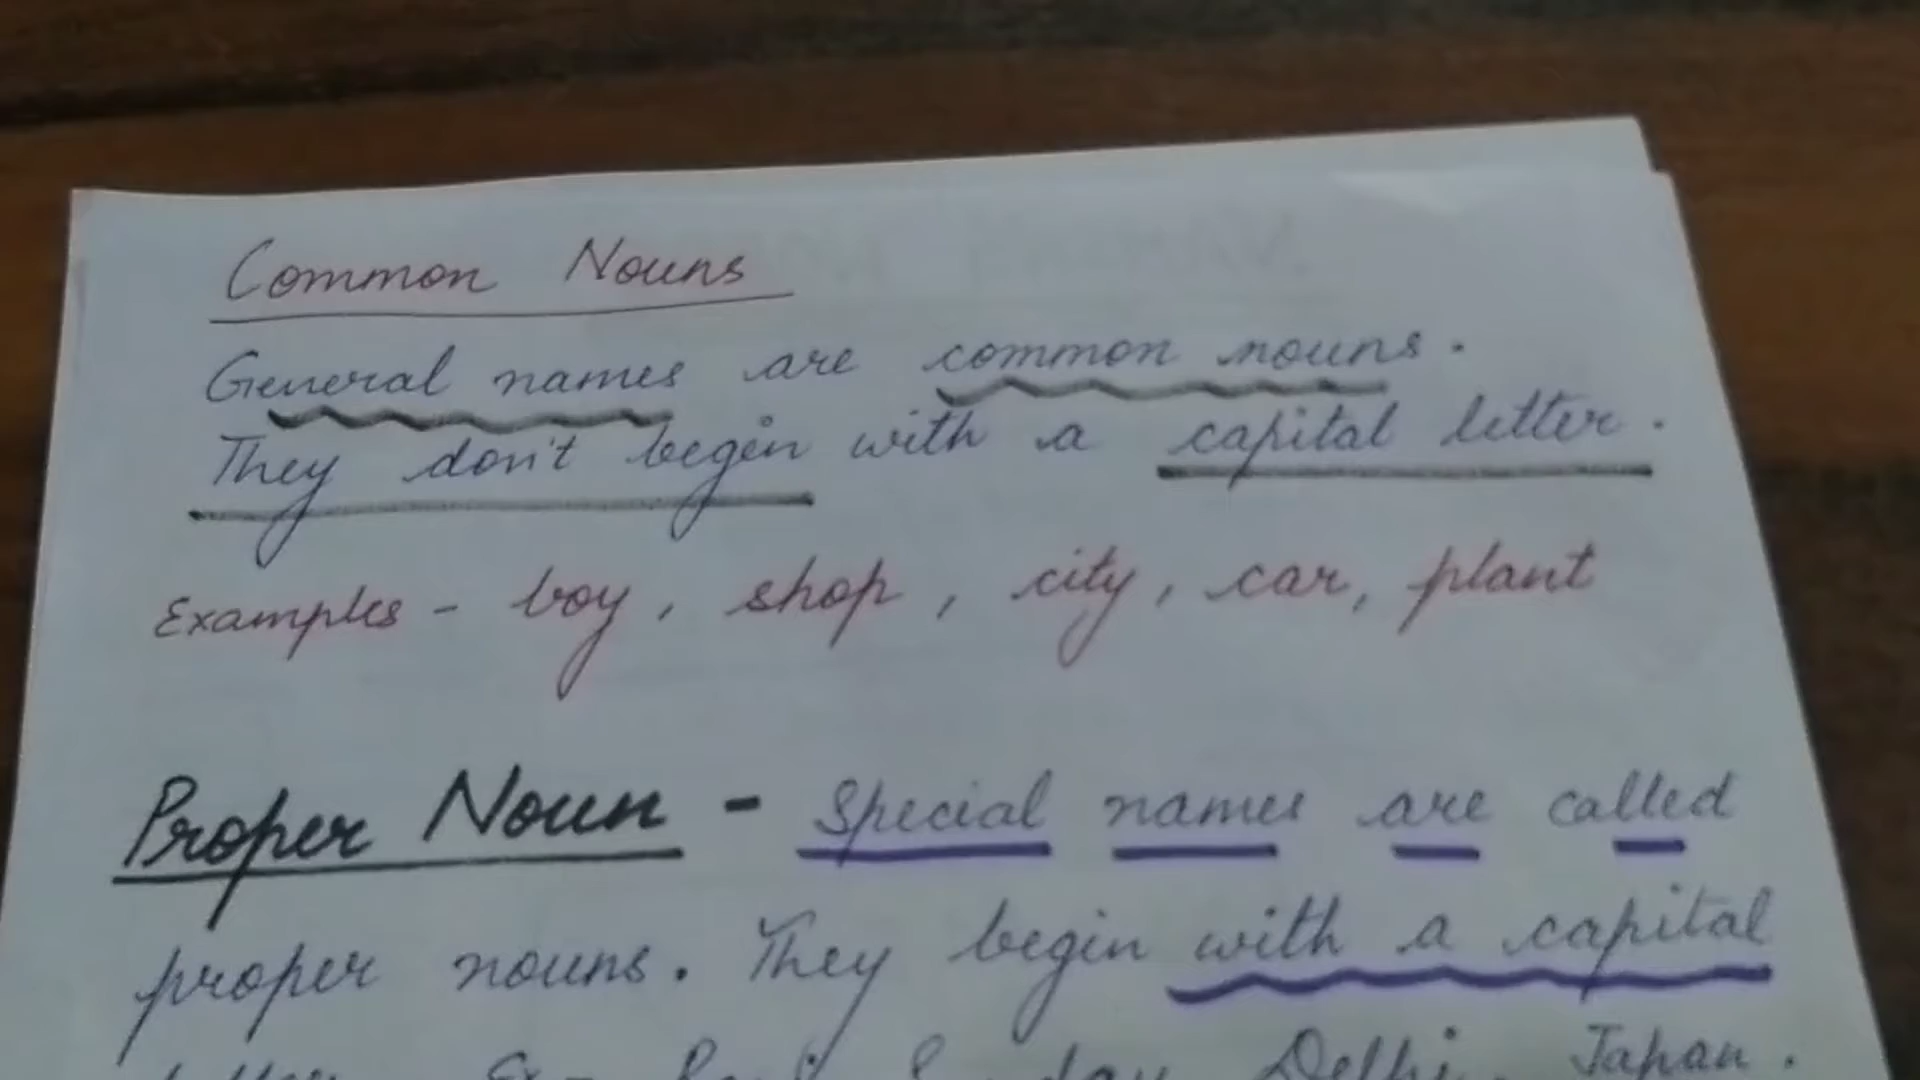 Common Nouns
General names are common nouns.
They don't begin with a capital letter.
Examples - boy, shop, city, car, plant
Proper Noun - Special names are called
proper nouns. They begin with a capital
Ex - Delhi, Japan.